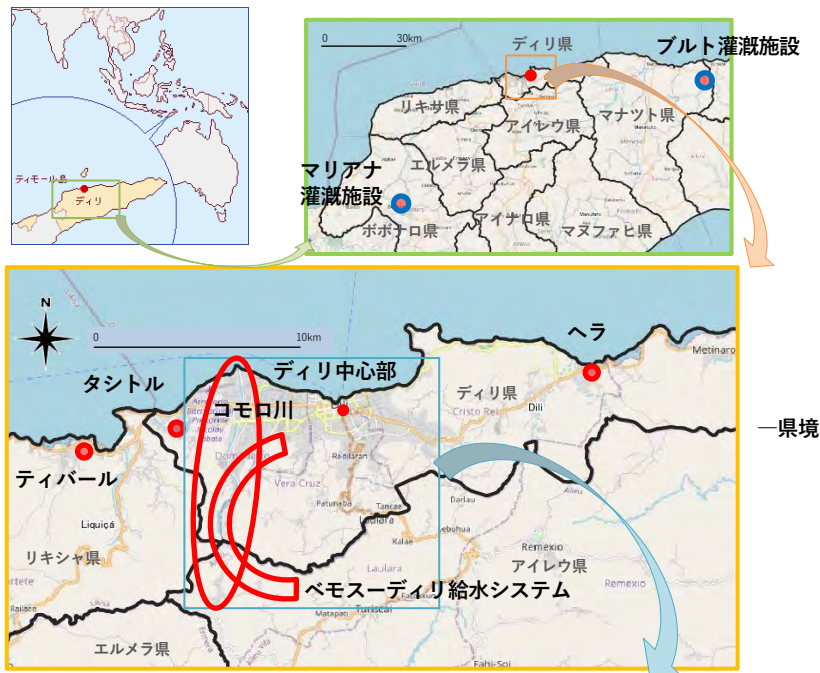 ティモール島
ディリ
0 30km
ディリ県
ブルト灌漑施設
リキサ県
アイレウ県
マナツト県
エルメラ県
マリアナ
灌漑施設
アイナロ県
ボボナロ県
マヌファヒ県
N
0 10km
ヘラ
Metinaro
タシトル
ディリ中心部
ディリ県
コモロ川
Cristo Rei
Dili
県境
Vera Cruz
ティバール
Liquiçá
リキシャ県
Laulara
Remexio
アイレウ県
Remexio
ベモスーディリ給水システム
Turiscai
エルメラ県
Fahi-Soi